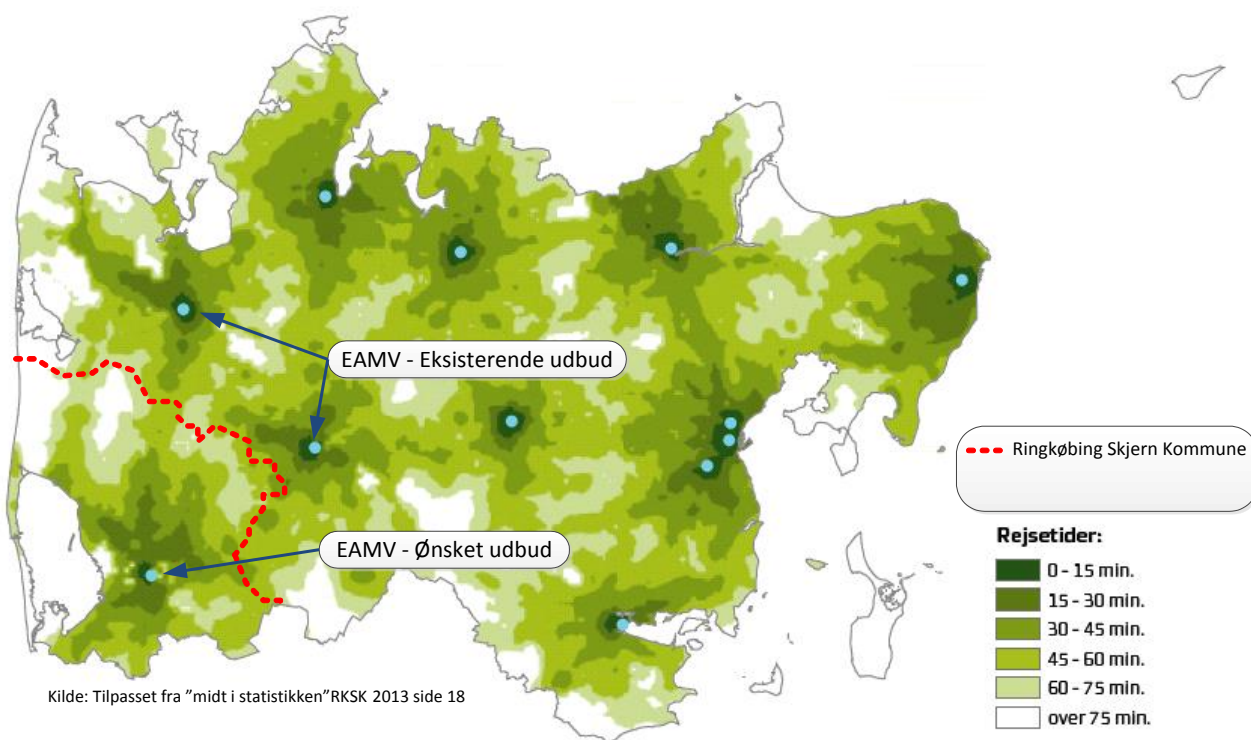 EAMV - Eksisterende udbud
Ringkøbing Skjern Kommune
EAMV - Ønsket udbud
Rejsetider:
0 - 15 min.
15 - 30 min.
30 - 45 min.
45 - 60 min.
60 - 75 min.
over 75 min.
Kilde: Tilpasset fra ”midt i statistikken”RKSK 2013 side 18